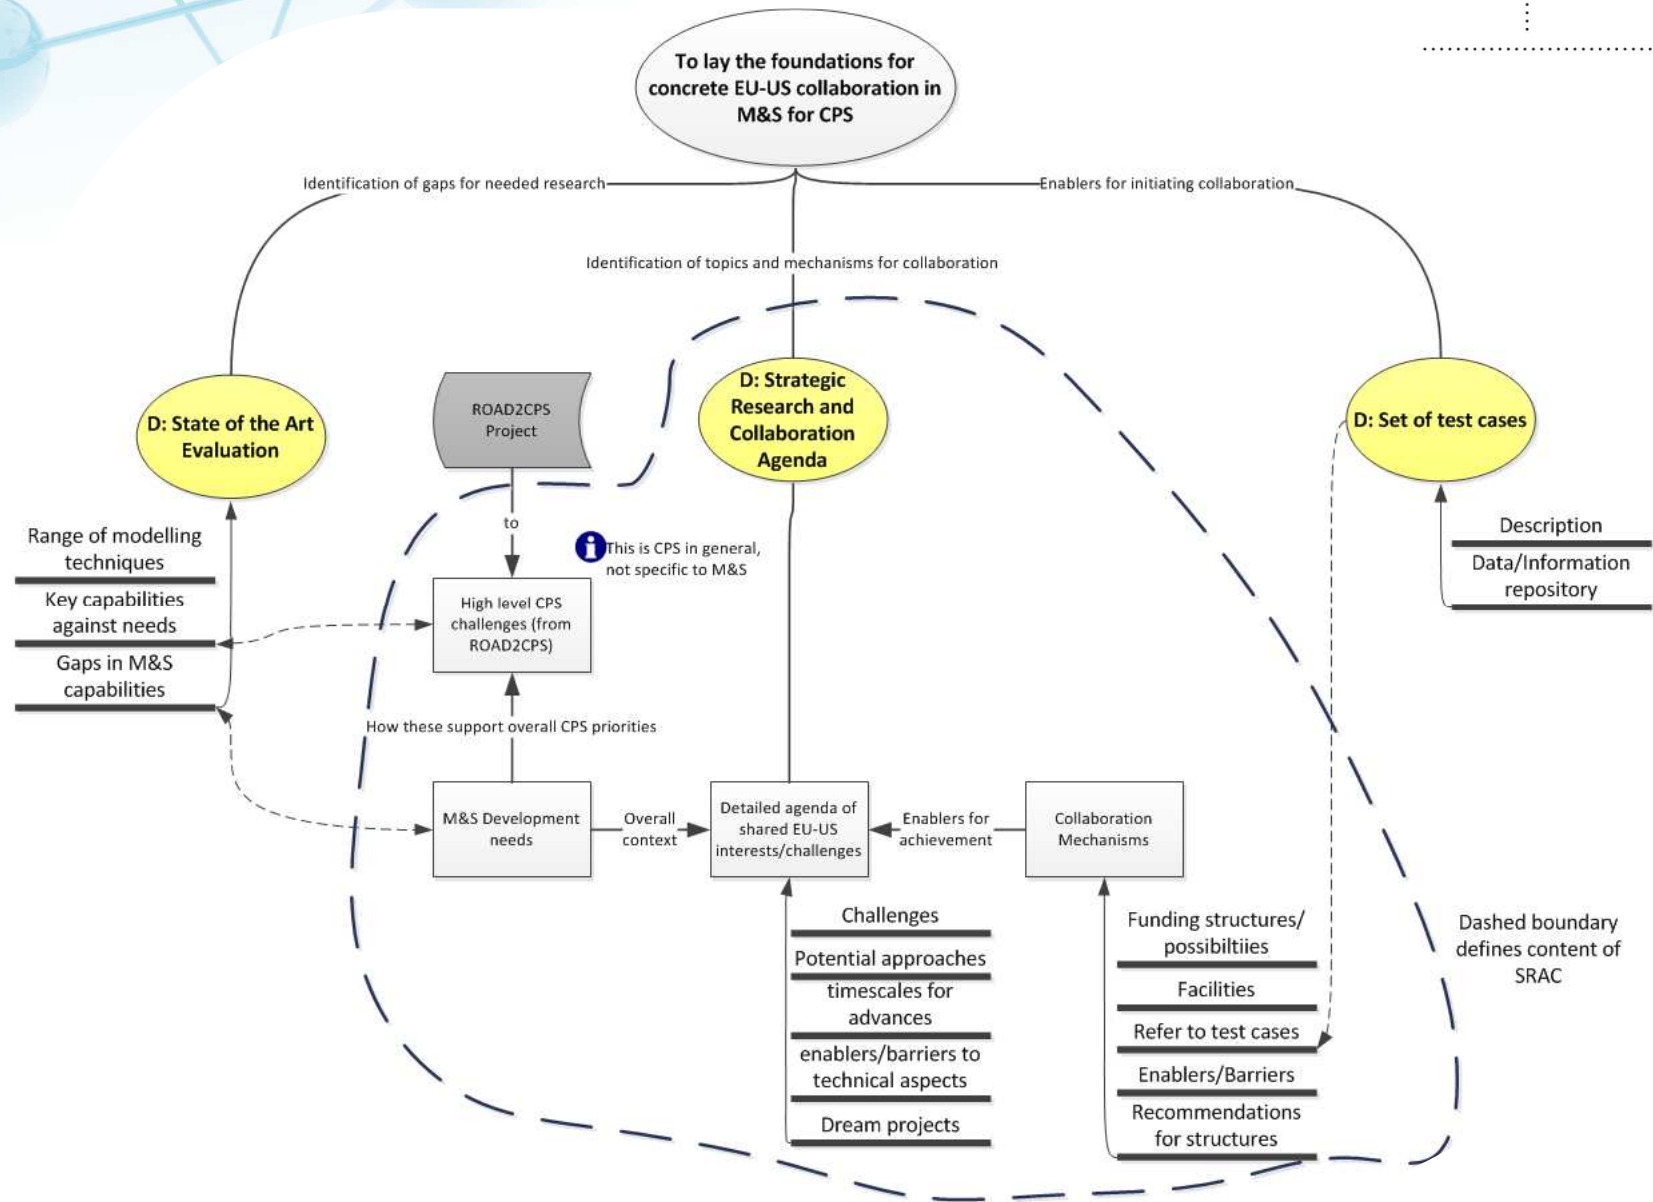 To lay the foundations for
concrete EU-US collaboration in
M&S for CPS
Identification of gaps for needed research
Enablers for initiating collaboration
Identification of topics and mechanisms for collaboration
D: State of the Art
Evaluation
ROAD2CPS
Project
D: Strategic
Research and
Collaboration
Agenda
D: Set of test cases
Range of modelling
techniques
Key capabilities
against needs
Gaps in M&S
capabilities
to
i
This is CPS in general,
not specific to M&S
High level CPS
challenges (from
ROAD2CPS)
Description
Data/Information
repository
How these support overall CPS priorities
M&S Development
needs
Overall
context
Detailed agenda of
shared EU-US
interests/challenges
Enablers for
achievement
Collaboration
Mechanisms
Challenges
Potential approaches
timescales for
advances
enablers/barriers to
technical aspects
Dream projects
Funding structures/
possibiltiies
Facilities
Refer to test cases
Enablers/Barriers
Recommendations
for structures
Dashed boundary
defines content of
SRAC